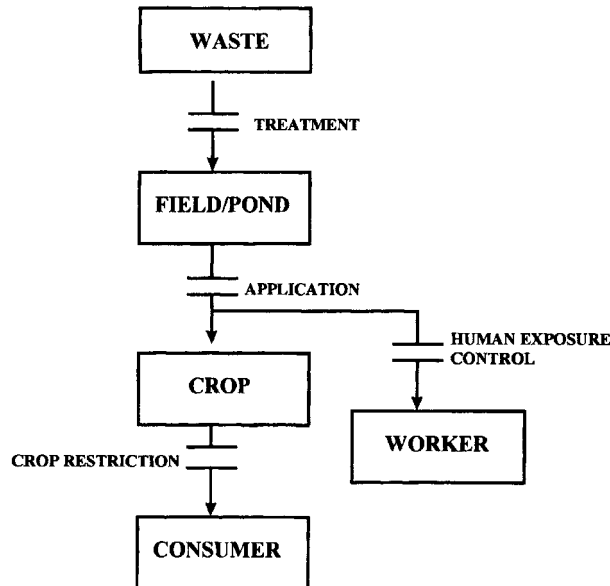 WASTE
TREATMENT
FIELD/POND
APPLICATION
HUMAN EXPOSURE
CONTROL
CROP
WORKER
CROP RESTRICTION
CONSUMER